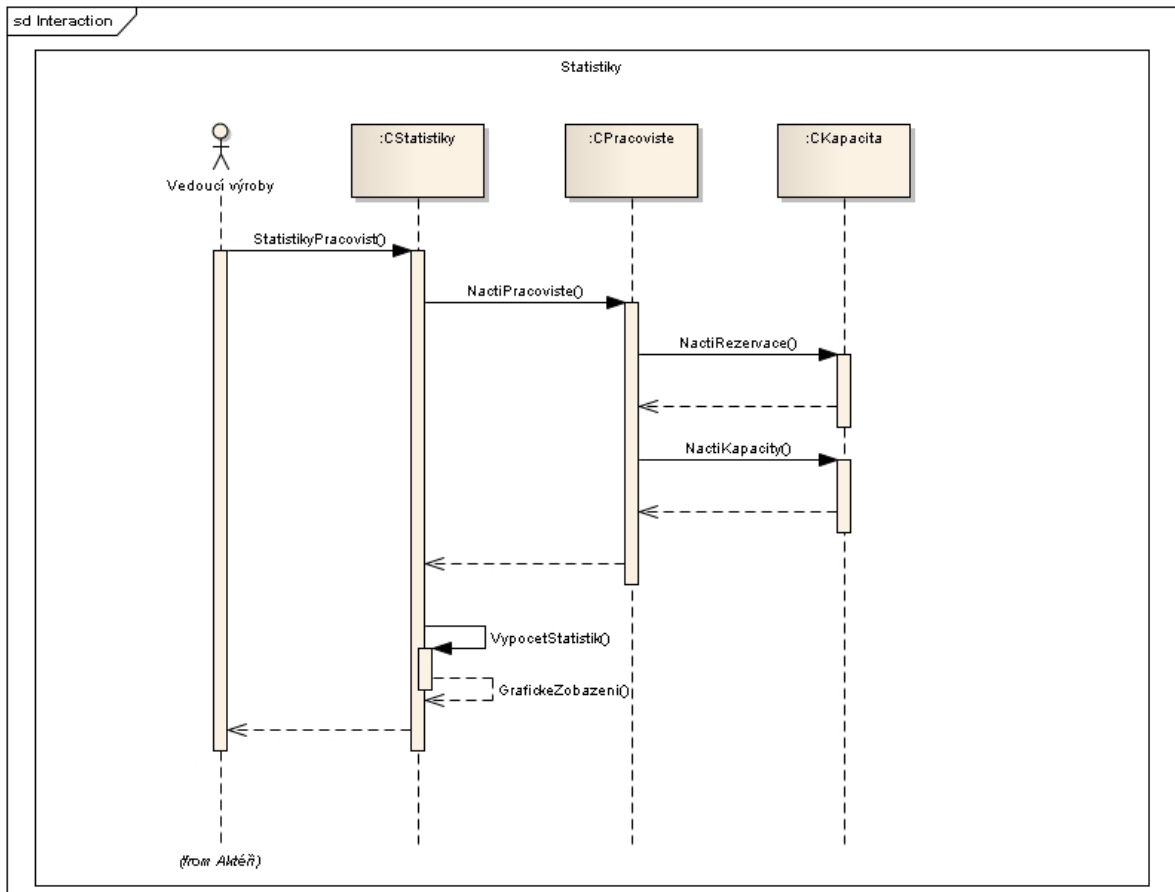 sd Interaction
Statistiky
:CStatistiky
:CPracoviste
:CKapacita
Vedoucí výroby
StatistikyPracovist()
NactiPracoviste()
NactiRezervace()
NactiKapacity()
VypocetStatistik()
GrafickeZobazeni()
(from Aktéři)